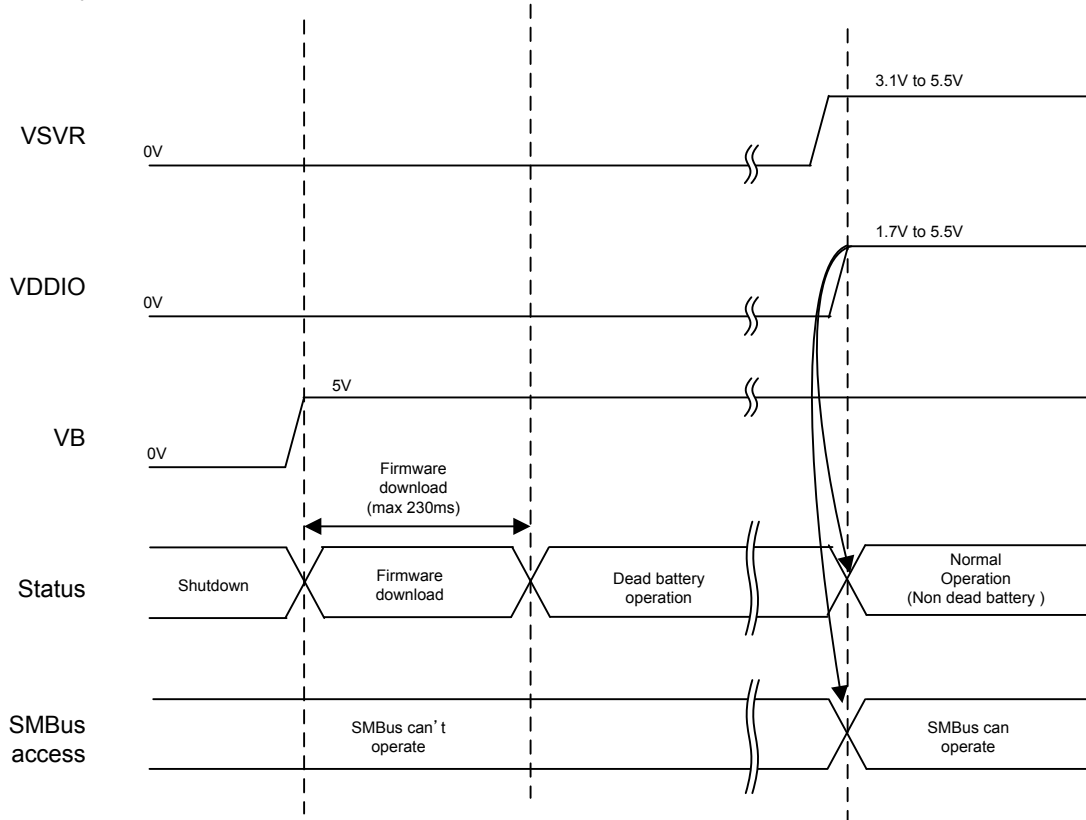 3.1V to 5.5V
VSVR
0V
1.7V to 5.5V
VDDIO
0V
5V
VB
0V
Firmware
download
(max 230ms)
Status
Shutdown
Firmware
download
Dead battery
operation
Normal
Operation
(Non dead battery )
SMBus
access
SMBus can't
operate
SMBus can
operate